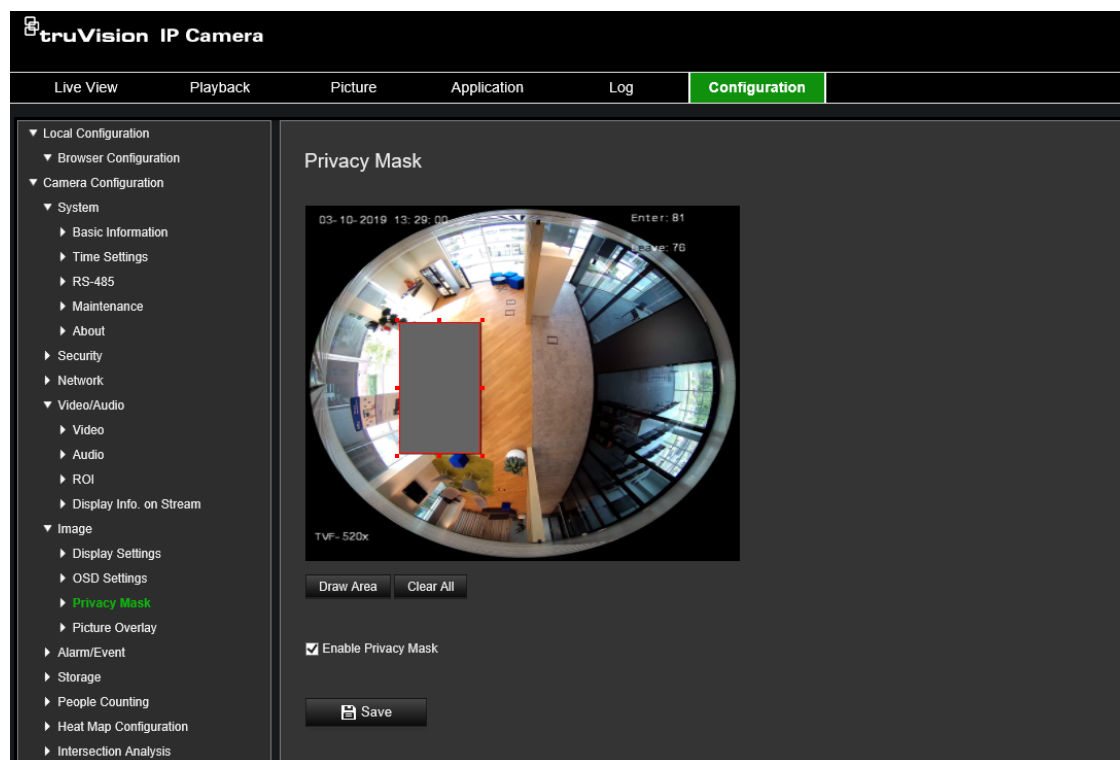 truVision IP Camera
Live View Playback Picture Application Log Configuration
Local Configuration
Browser Configuration
Camera Configuration
System
Basic Information
Time Settings
RS-485
Maintenance
About
Security
Network
Video/Audio
Video
Audio
ROI
Display Info. on Stream
Image
Display Settings
OSD Settings
Privacy Mask
Picture Overlay
Alarm/Event
Storage
People Counting
Heat Map Configuration
Intersection Analysis
Privacy Mask
03-10-2019 13:29:00
Enter: 81
Leave: 76
TVF-520x
Draw Area Clear All
Enable Privacy Mask
Save